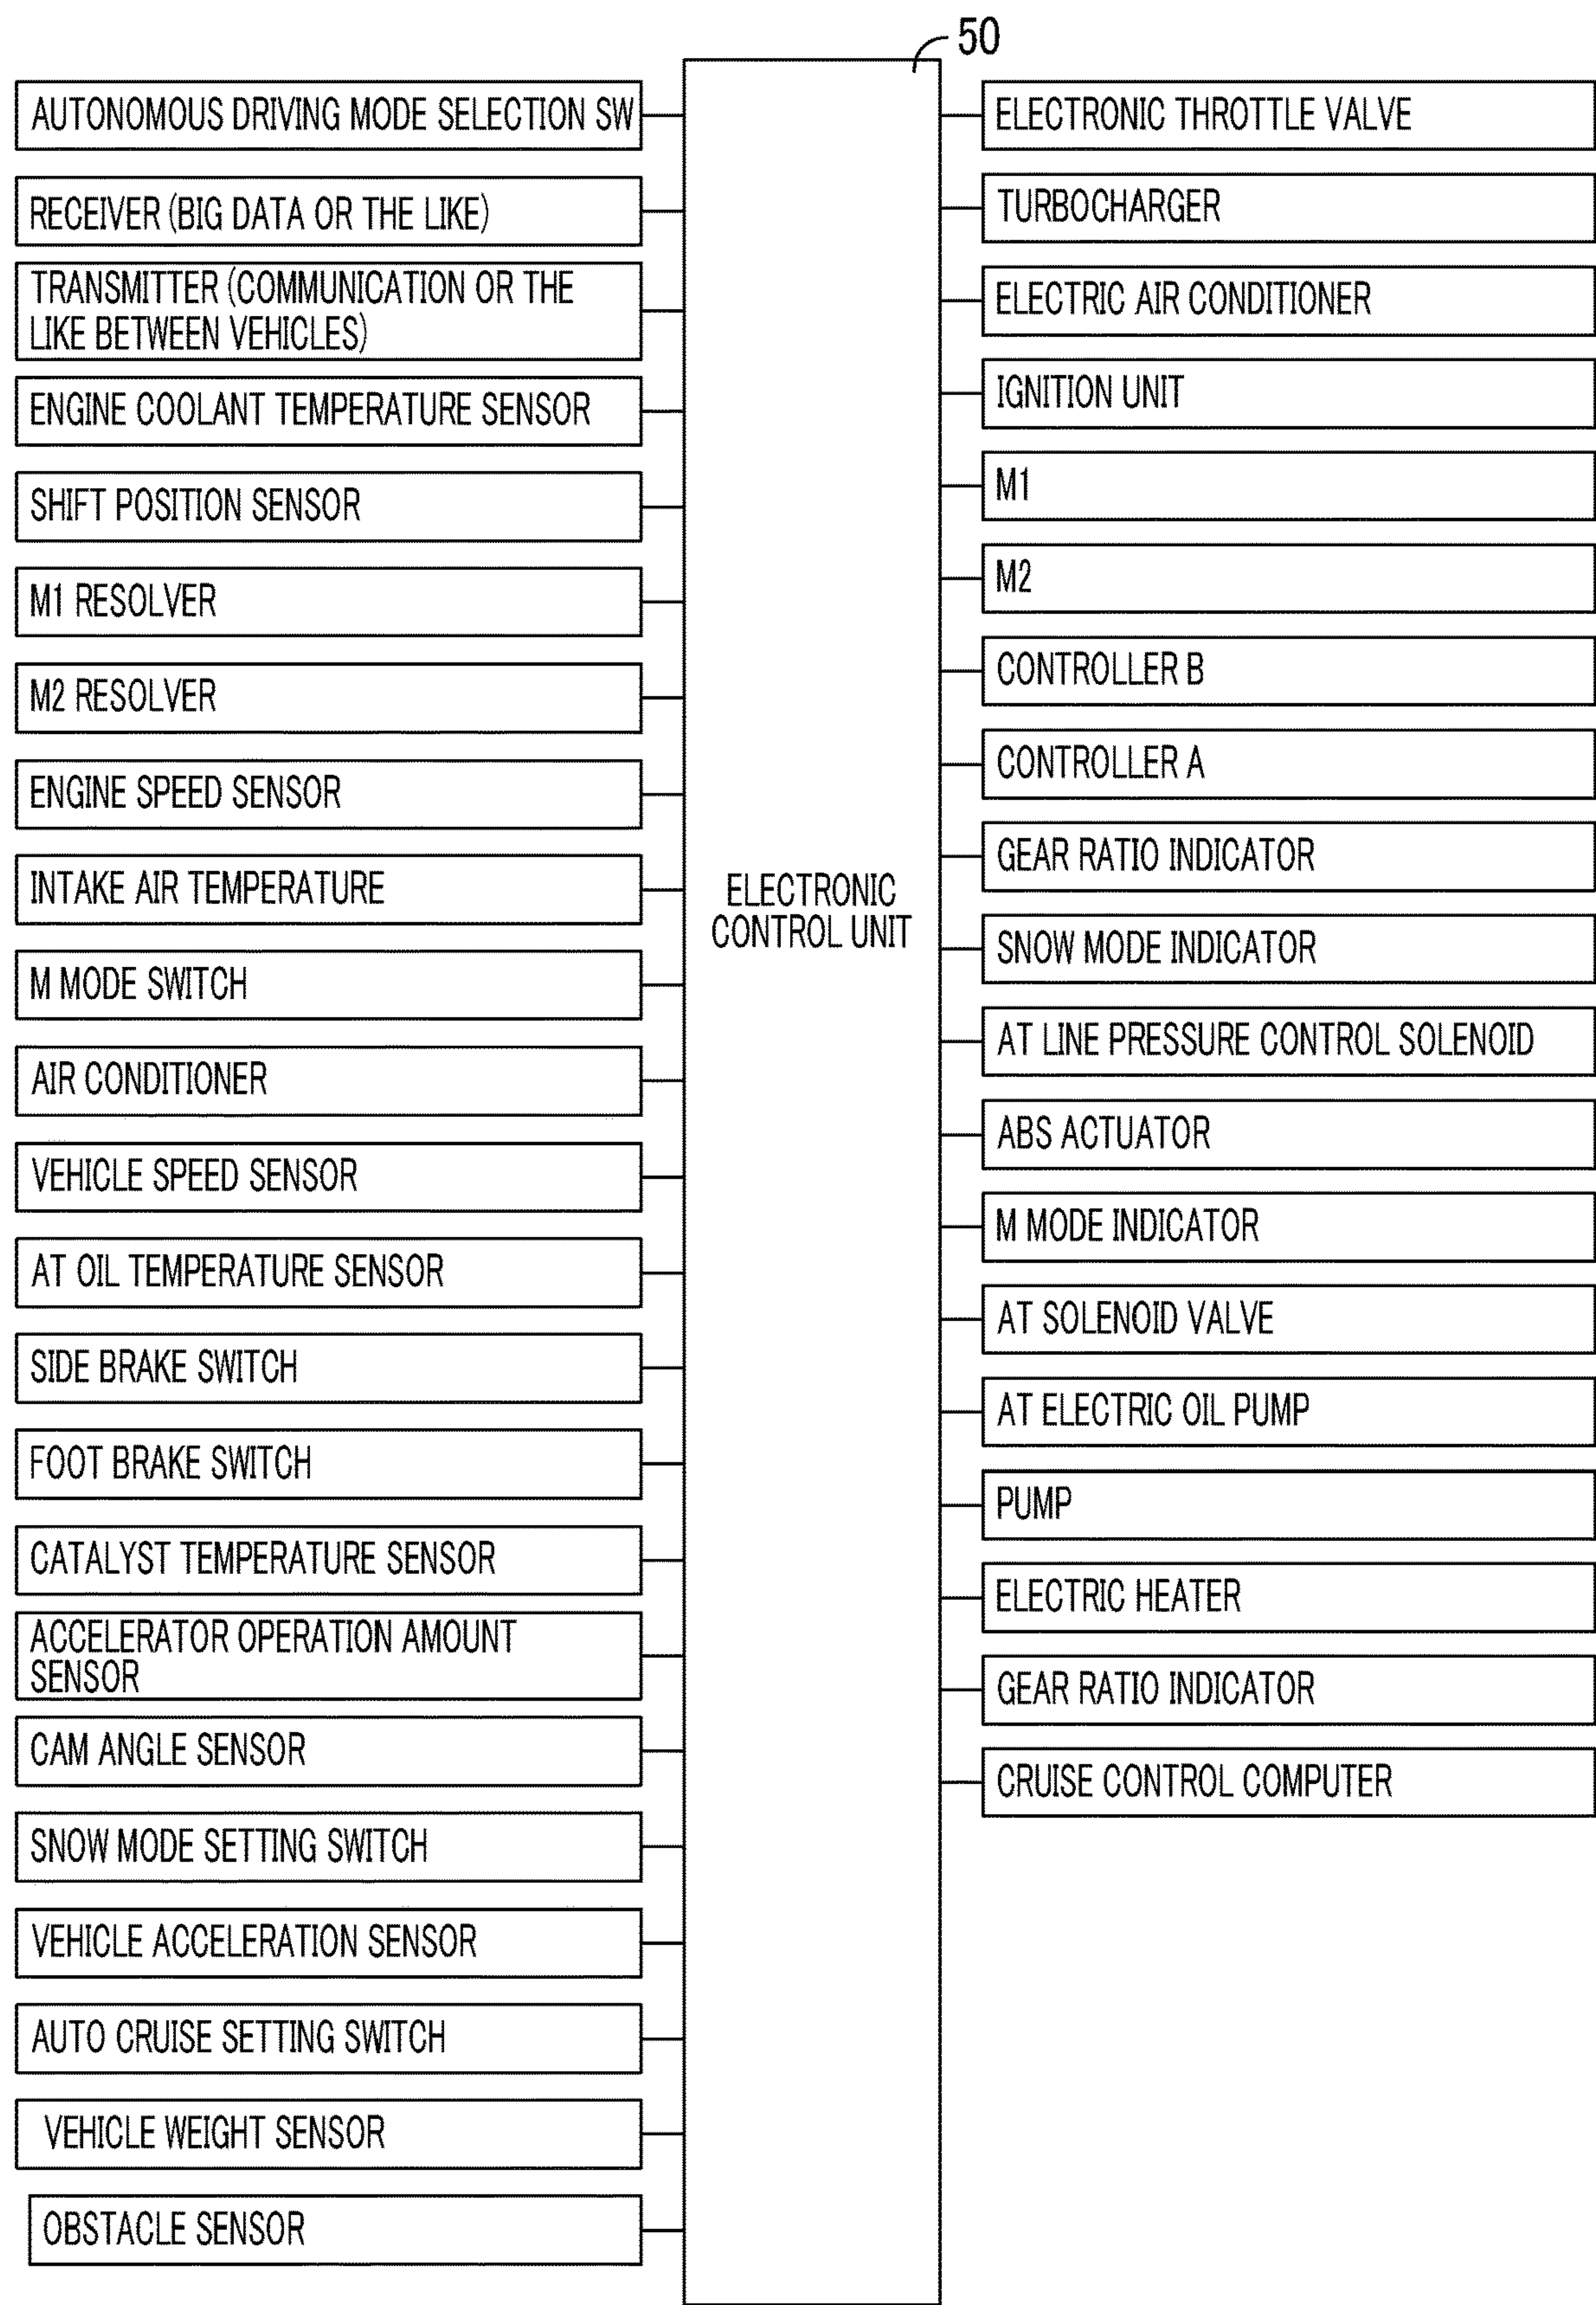 50
AUTONOMOUS DRIVING MODE SELECTION SW
RECEIVER (BIG DATA OR THE LIKE)
TRANSMITTER (COMMUNICATION OR THE
LIKE BETWEEN VEHICLES)
ENGINE COOLANT TEMPERATURE SENSOR
SHIFT POSITION SENSOR
M1 RESOLVER
M2 RESOLVER
ENGINE SPEED SENSOR
INTAKE AIR TEMPERATURE
M MODE SWITCH
AIR CONDITIONER
VEHICLE SPEED SENSOR
AT OIL TEMPERATURE SENSOR
SIDE BRAKE SWITCH
FOOT BRAKE SWITCH
CATALYST TEMPERATURE SENSOR
ACCELERATOR OPERATION AMOUNT
SENSOR
CAM ANGLE SENSOR
SNOW MODE SETTING SWITCH
VEHICLE ACCELERATION SENSOR
AUTO CRUISE SETTING SWITCH
VEHICLE WEIGHT SENSOR
OBSTACLE SENSOR
ELECTRONIC
CONTROL UNIT
ELECTRONIC THROTTLE VALVE
TURBOCHARGER
ELECTRIC AIR CONDITIONER
IGNITION UNIT
M1
M2
CONTROLLER B
CONTROLLER A
GEAR RATIO INDICATOR
SNOW MODE INDICATOR
AT LINE PRESSURE CONTROL SOLENOID
ABS ACTUATOR
M MODE INDICATOR
AT SOLENOID VALVE
AT ELECTRIC OIL PUMP
PUMP
ELECTRIC HEATER
GEAR RATIO INDICATOR
CRUISE CONTROL COMPUTER